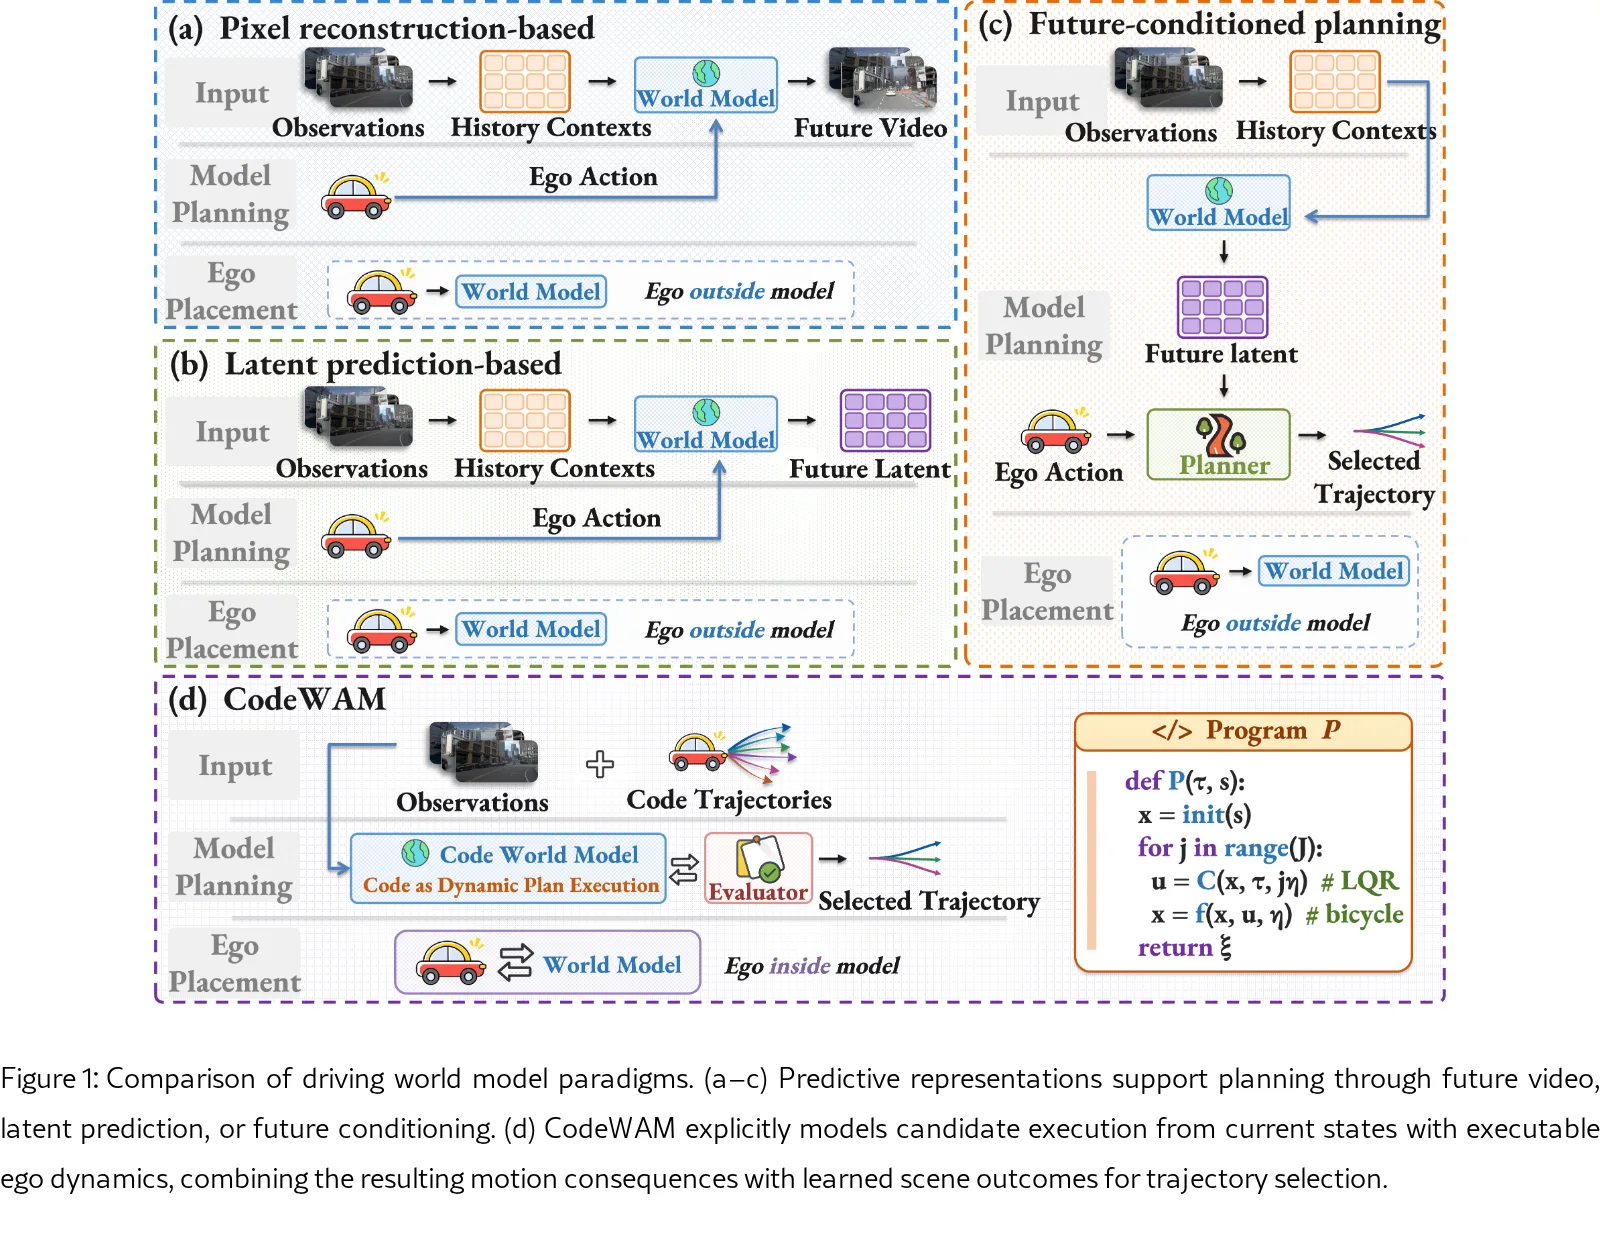 (a) Pixel reconstruction-based
Input
Observations
History Contexts
World Model
Future Video
Model
Planning
Ego Action
Ego
Placement
World Model
Ego outside model
(b) Latent prediction-based
Input
Observations
History Contexts
World Model
Future Latent
Model
Planning
Ego Action
Ego
Placement
World Model
Ego outside model
(c) Future-conditioned planning
Input
Observations
History Contexts
World Model
Model
Planning
Future latent
Ego Action
Planner
Selected
Trajectory
Ego
Placement
World Model
Ego outside model
(d) CodeWAM
Input
Observations
Code Trajectories
Model
Planning
Code World Model
Code as Dynamic Plan Execution
Evaluator
Selected Trajectory
Ego
Placement
World Model
Ego inside model
</> Program P
def P(τ, s):
x = init(s)
for j in range(J):
u = C(x, τ, jη) # LQR
x = f(x, u, η) # bicycle
return ξ
Figure 1: Comparison of driving world model paradigms. (a–c) Predictive representations support planning through future video,
latent prediction, or future conditioning. (d) CodeWAM explicitly models candidate execution from current states with executable
ego dynamics, combining the resulting motion consequences with learned scene outcomes for trajectory selection.